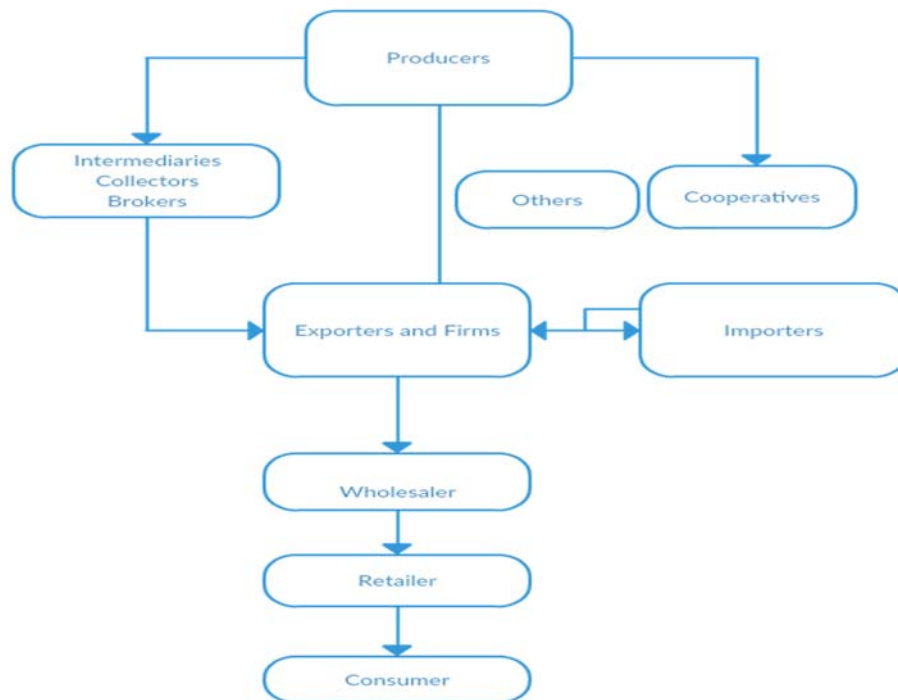 Producers
Intermediaries
Collectors
Brokers
Others
Cooperatives
Exporters and Firms
Importers
Wholesaler
Retailer
Consumer